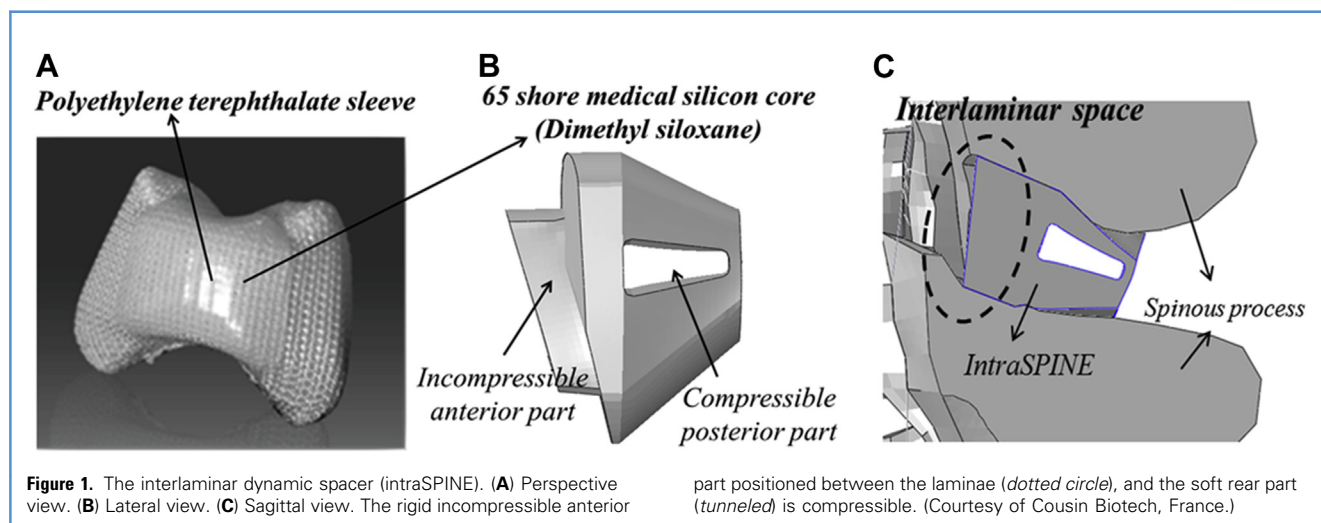 A
Polyethylene terephthalate sleeve
B
65 shore medical silicon core
(Dimethyl siloxane)
Incompressible
anterior part
Compressible
posterior part
C
Interlaminar space
Spinous process
IntraSPINE
Figure 1. The interlaminar dynamic spacer (intraSPINE). (A) Perspective
view. (B) Lateral view. (C) Sagittal view. The rigid incompressible anterior
part positioned between the laminae (dotted circle), and the soft rear part
(tunneled) is compressible. (Courtesy of Cousin Biotech, France.)